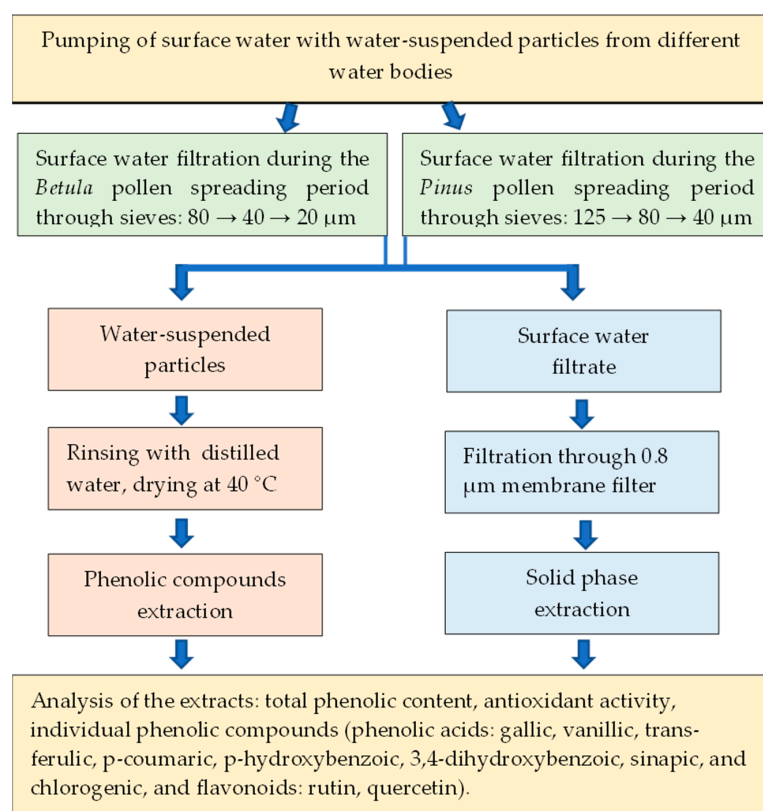 Pumping of surface water with water-suspended particles from different
water bodies
Surface water filtration during the
Betula pollen spreading period
through sieves: 80 → 40 → 20 μm
Surface water filtration during the
Pinus pollen spreading period
through sieves: 125 → 80 → 40 μm
Water-suspended
particles
Surface water
filtrate
Rinsing with distilled
water, drying at 40 °C
Filtration through 0.8
μm membrane filter
Phenolic compounds
extraction
Solid phase
extraction
Analysis of the extracts: total phenolic content, antioxidant activity,
individual phenolic compounds (phenolic acids: gallic, vanillic, trans-
ferulic, p-coumaric, p-hydroxybenzoic, 3,4-dihydroxybenzoic, sinapic, and
chlorogenic, and flavonoids: rutin, quercetin).